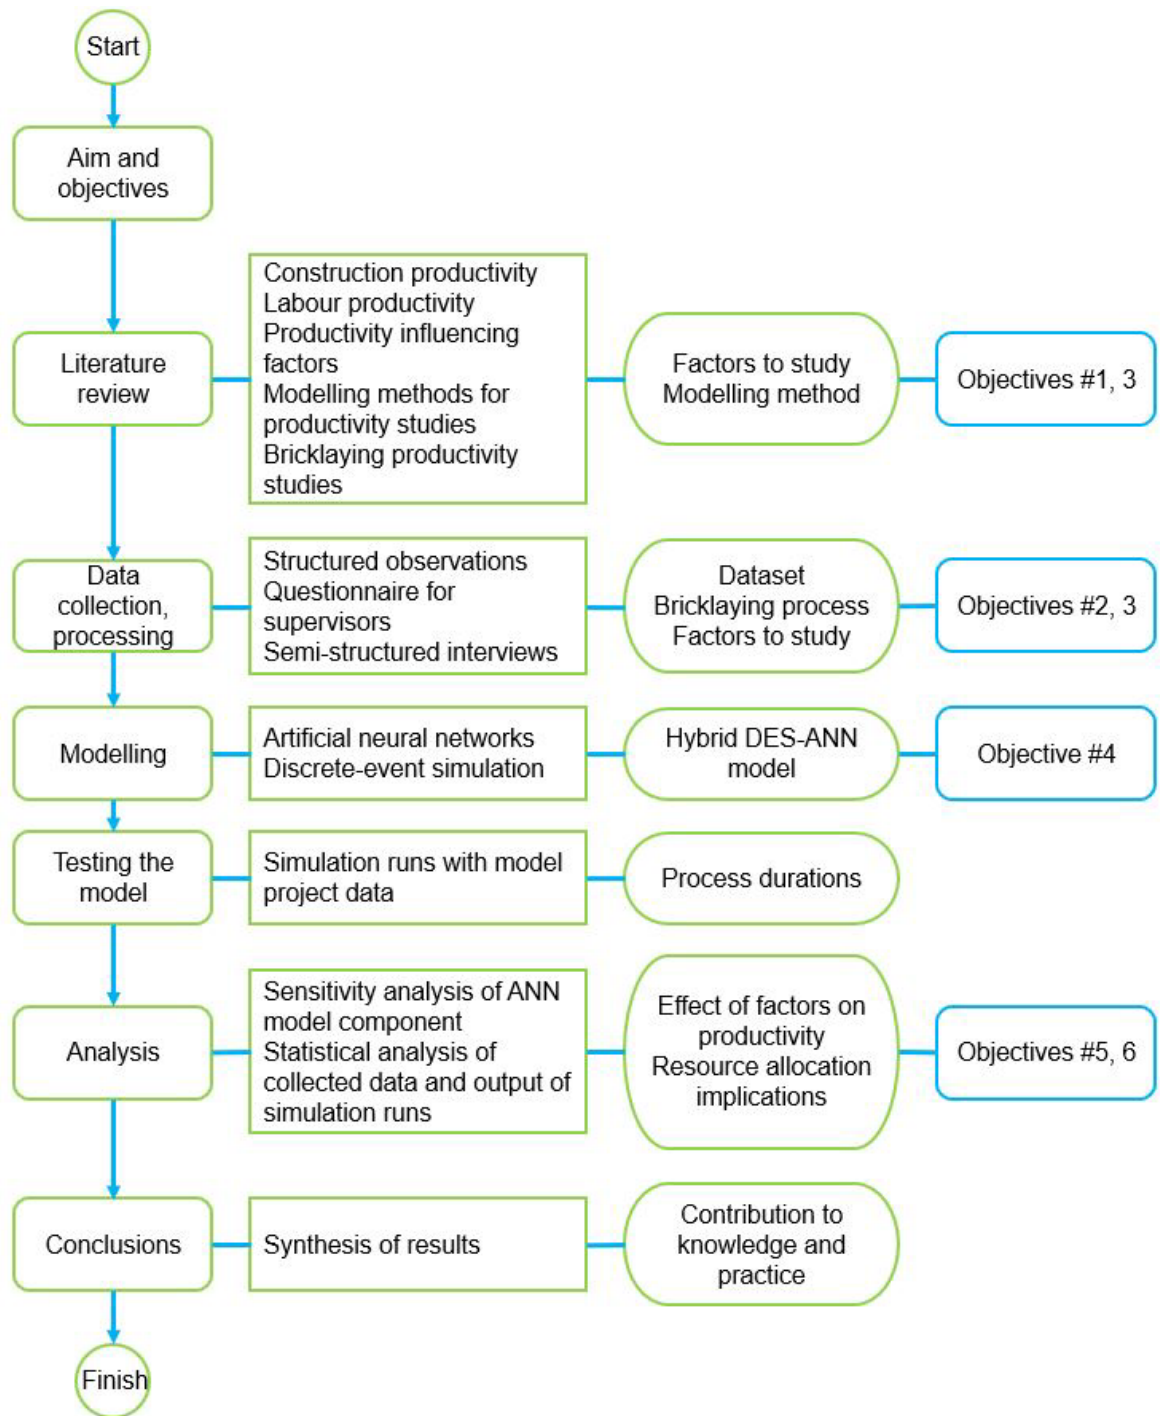 Start
Aim and
objectives
Literature
review
Construction productivity
Labour productivity
Productivity influencing
factors
Modelling methods for
productivity studies
Bricklaying productivity
studies
Factors to study
Modelling method
Objectives #1, 3
Data
collection,
processing
Structured observations
Questionnaire for
supervisors
Semi-structured interviews
Dataset
Bricklaying process
Factors to study
Objectives #2, 3
Modelling
Artificial neural networks
Discrete-event simulation
Hybrid DES-ANN
model
Objective #4
Testing the
model
Simulation runs with model
project data
Process durations
Analysis
Sensitivity analysis of ANN
model component
Statistical analysis of
collected data and output of
simulation runs
Effect of factors on
productivity
Resource allocation
implications
Objectives #5, 6
Conclusions
Synthesis of results
Contribution to
knowledge and
practice
Finish